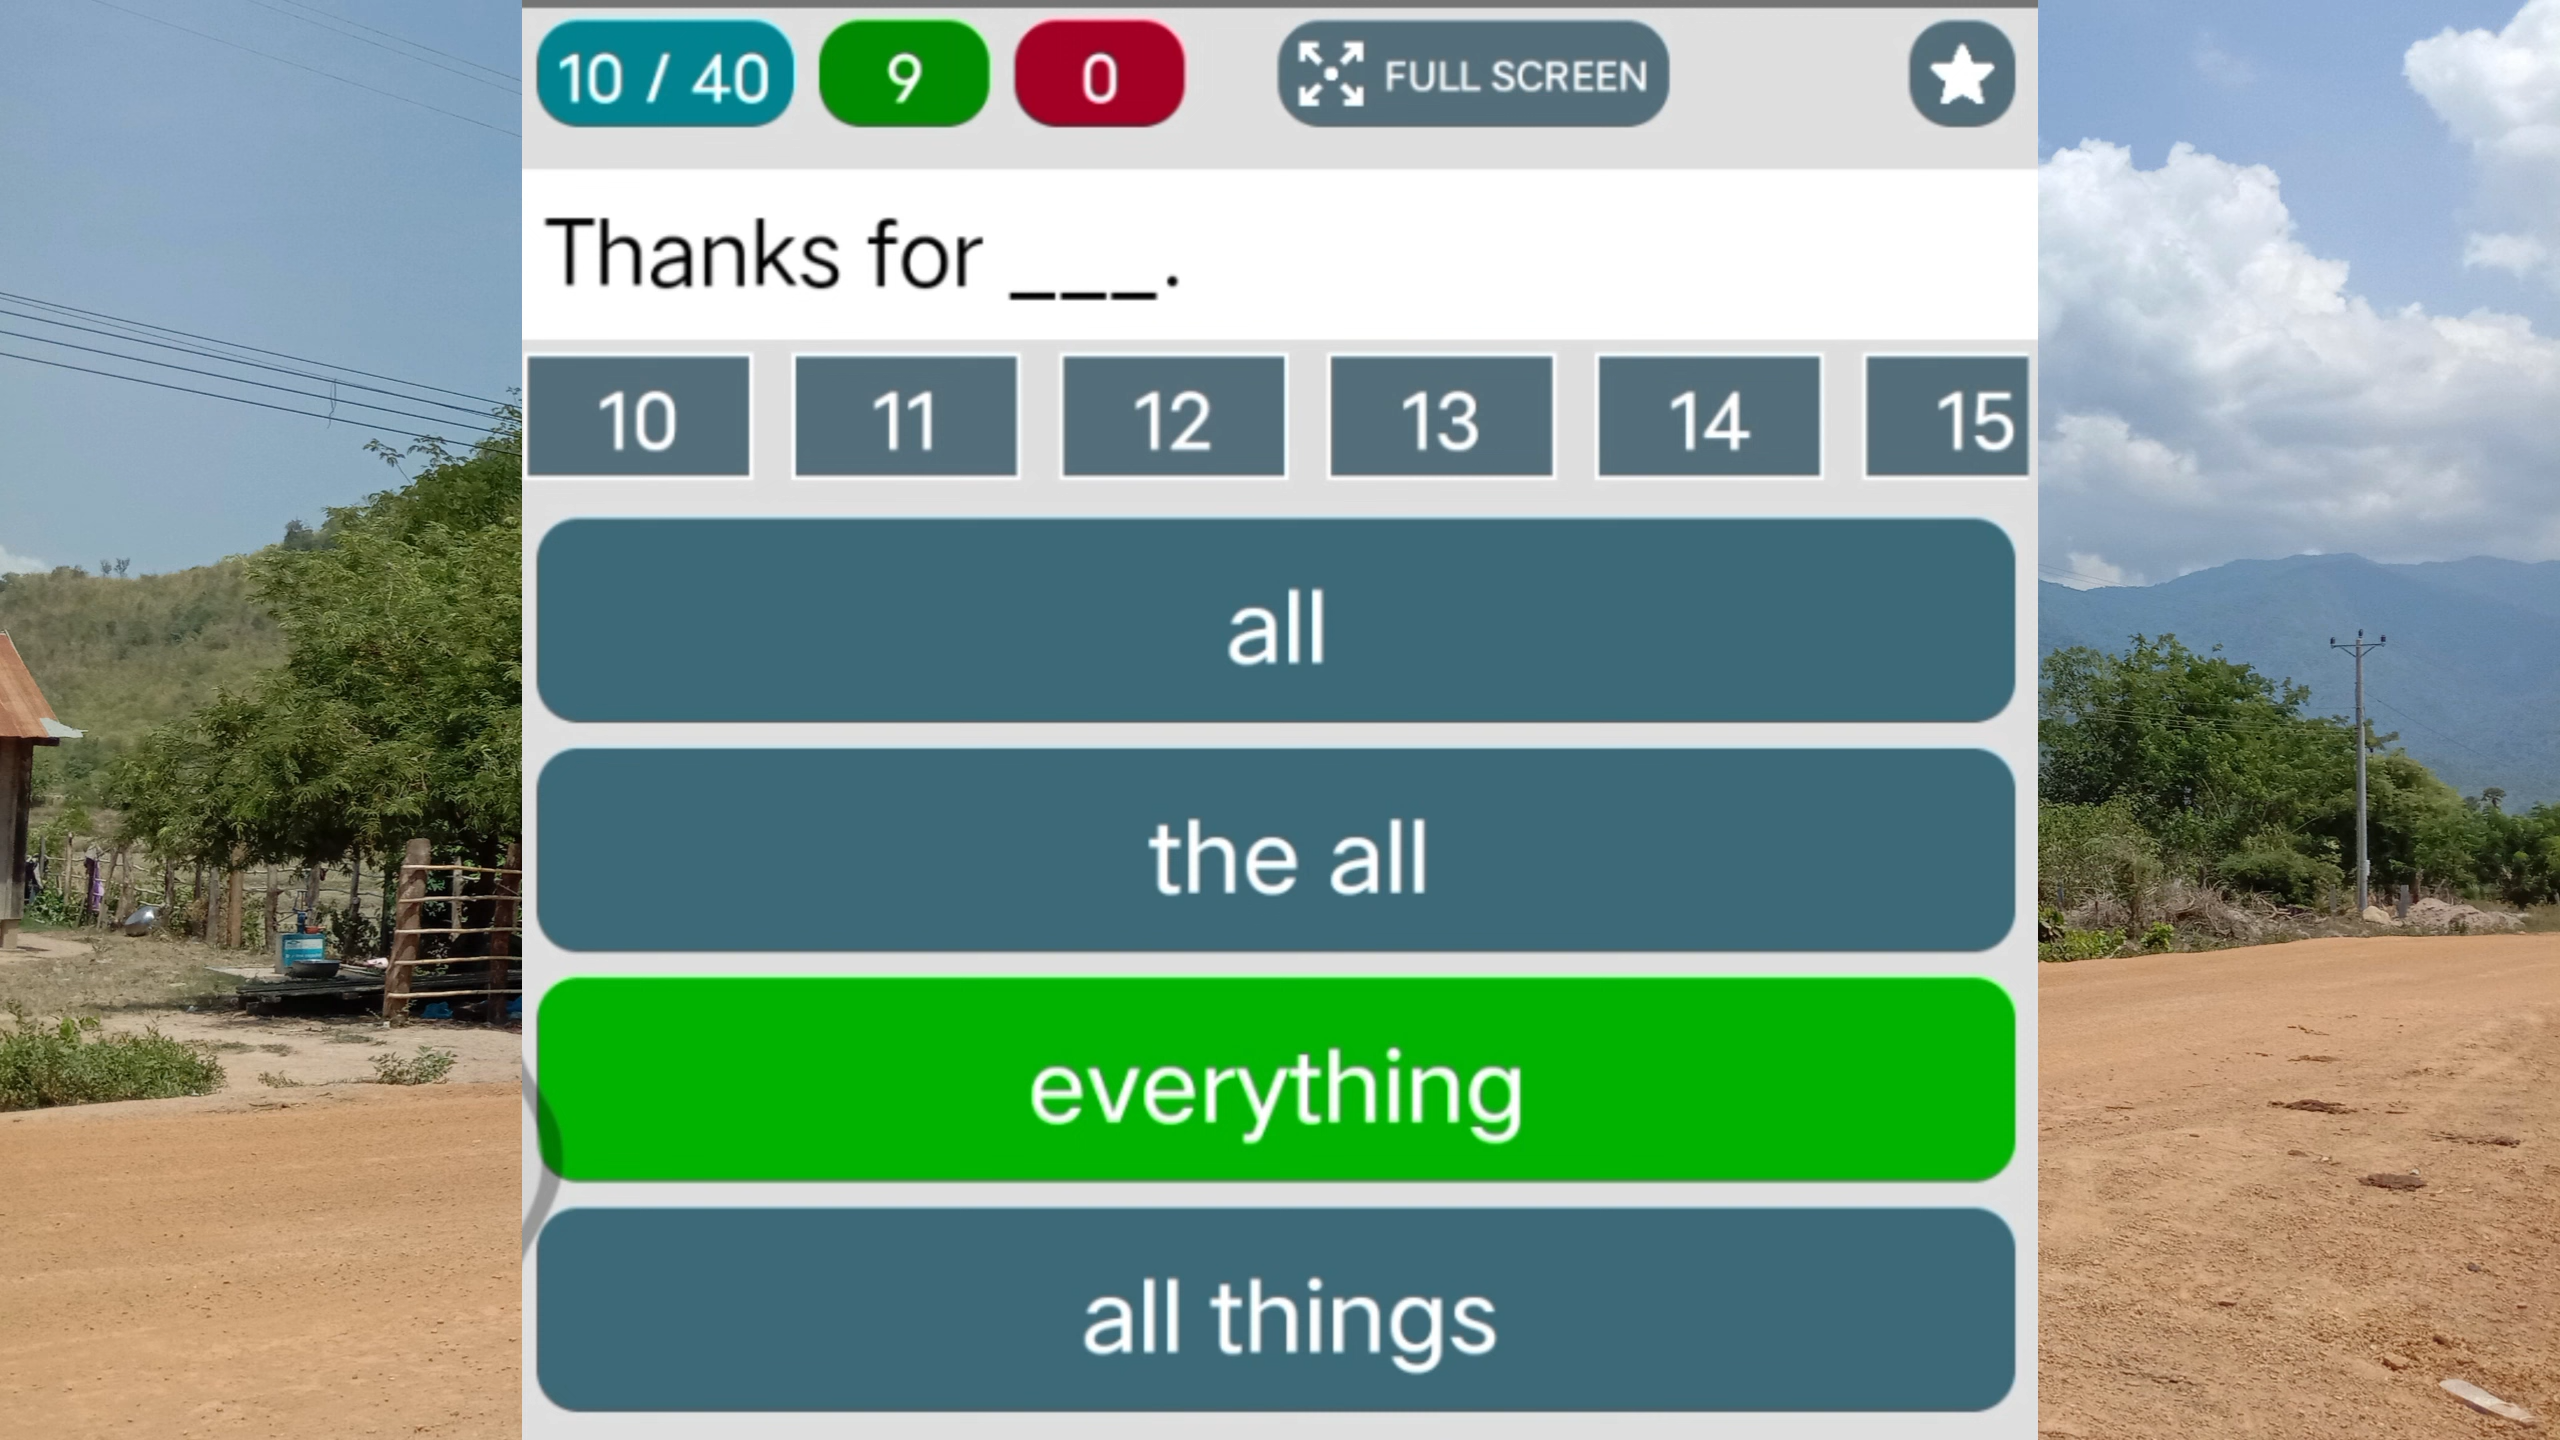 10 / 40 9 0 FULL SCREEN
Thanks for ___.
10 11 12 13 14 15
all
the all
everything
all things